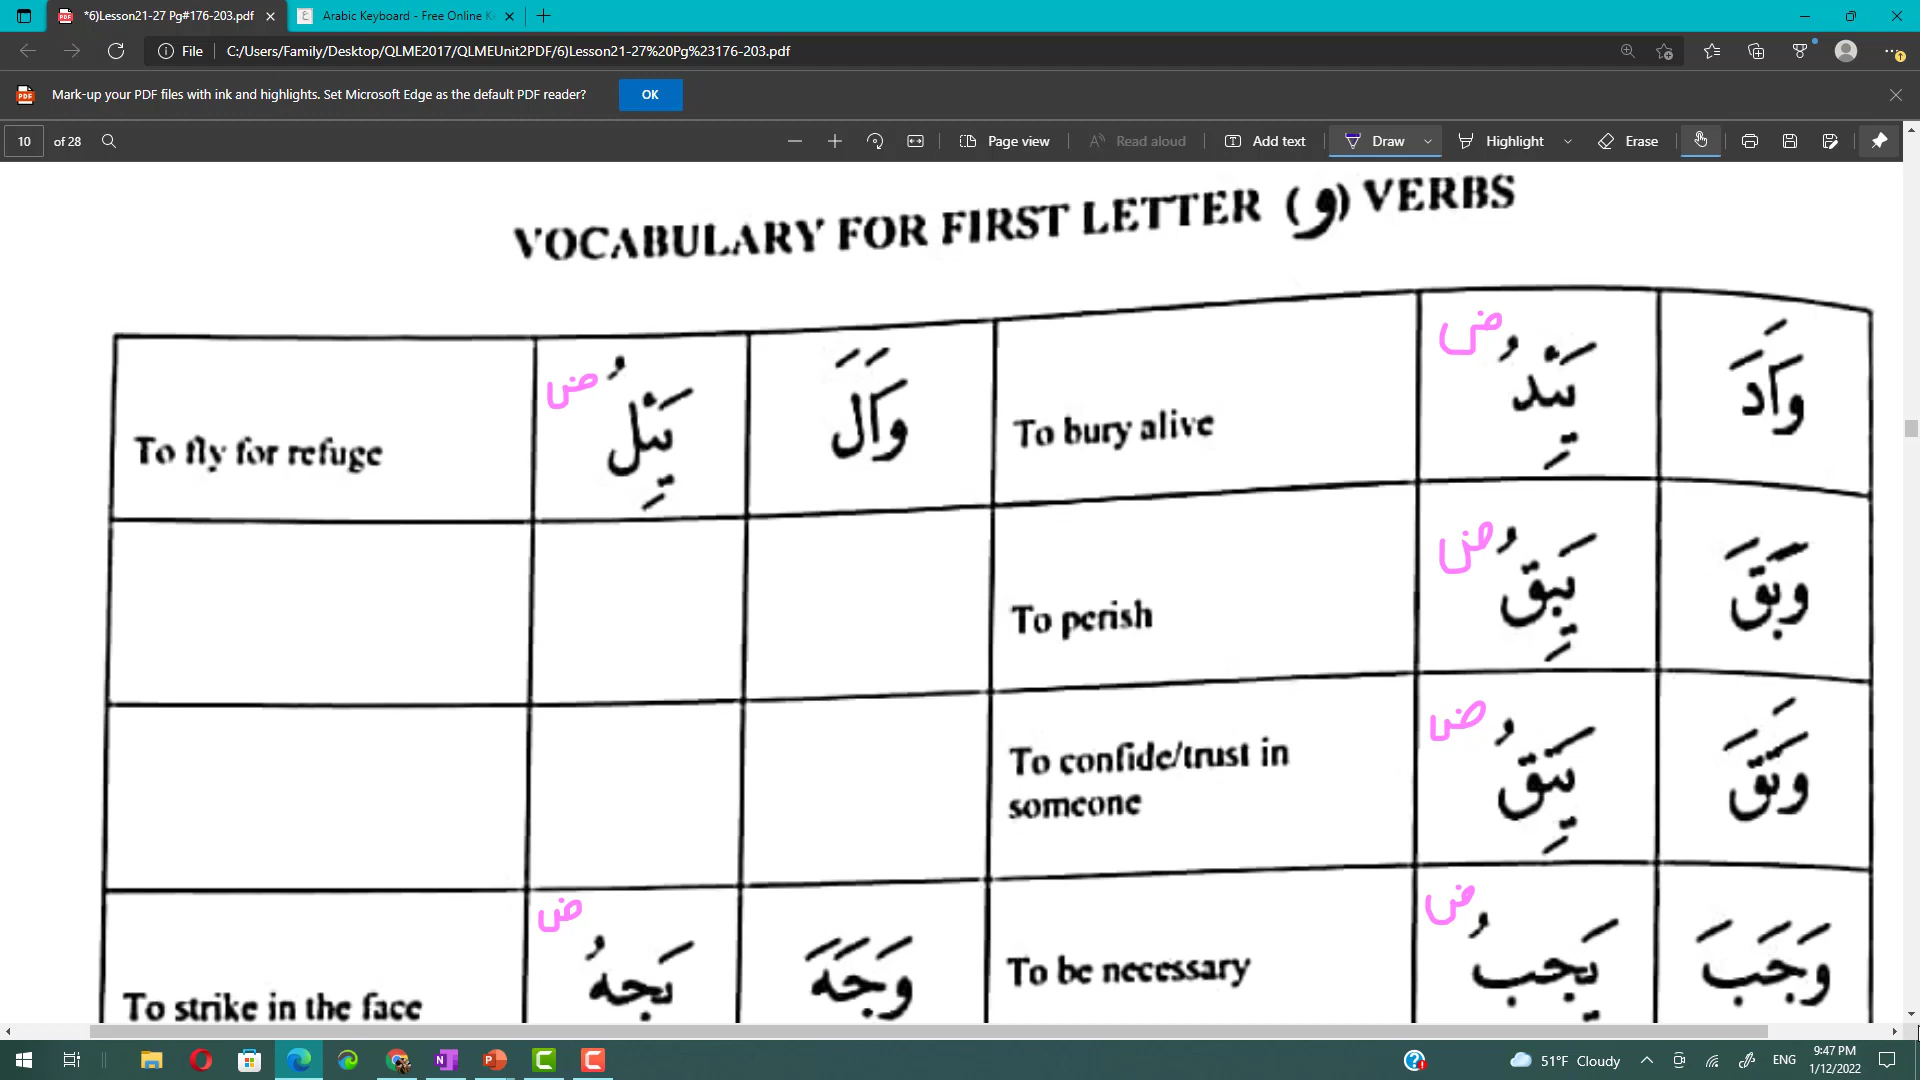 *6)Lesson21-27 Pg#176-203.pdf
Arabic Keyboard - Free Online K
File
C:/Users/Family/Desktop/QLME2017/QLMEUnit2PDF/6)Lesson21-27%20Pg%23176-203.pdf
Mark-up your PDF files with ink and highlights. Set Microsoft Edge as the default PDF reader?
OK
10 of 28
Page view
Read aloud
Add text
Draw
Highlight
Erase
VOCABULARY FOR FIRST LETTER (و) VERBS
To fly for refuge ض يَئِلُ وَأَلَ To bury alive ض يَئِدُ وَأَدَ
To perish ض يَبِقُ وَبَقَ
To confide/trust in someone ض يَثِقُ وَثَقَ
To strike in the face ض يَجِهُ وَجَهَ To be necessary ض يَجِبُ وَجَبَ
51°F Cloudy
ENG
9:47 PM
1/12/2022